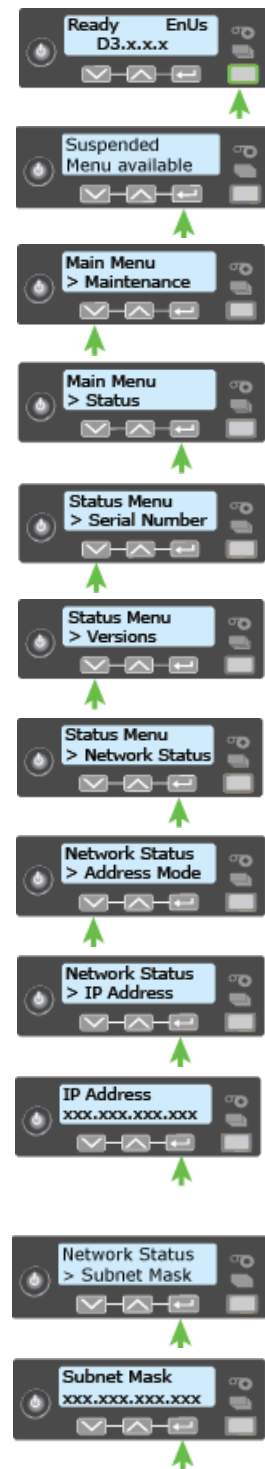 Ready EnUs
D3.x.x.x
Suspended
Menu available
Main Menu
> Maintenance
Main Menu
> Status
Status Menu
> Serial Number
Status Menu
> Versions
Status Menu
> Network Status
Network Status
> Address Mode
Network Status
> IP Address
IP Address
xxx.xxx.xxx.xxx
Network Status
> Subnet Mask
Subnet Mask
xxx.xxx.xxx.xxx